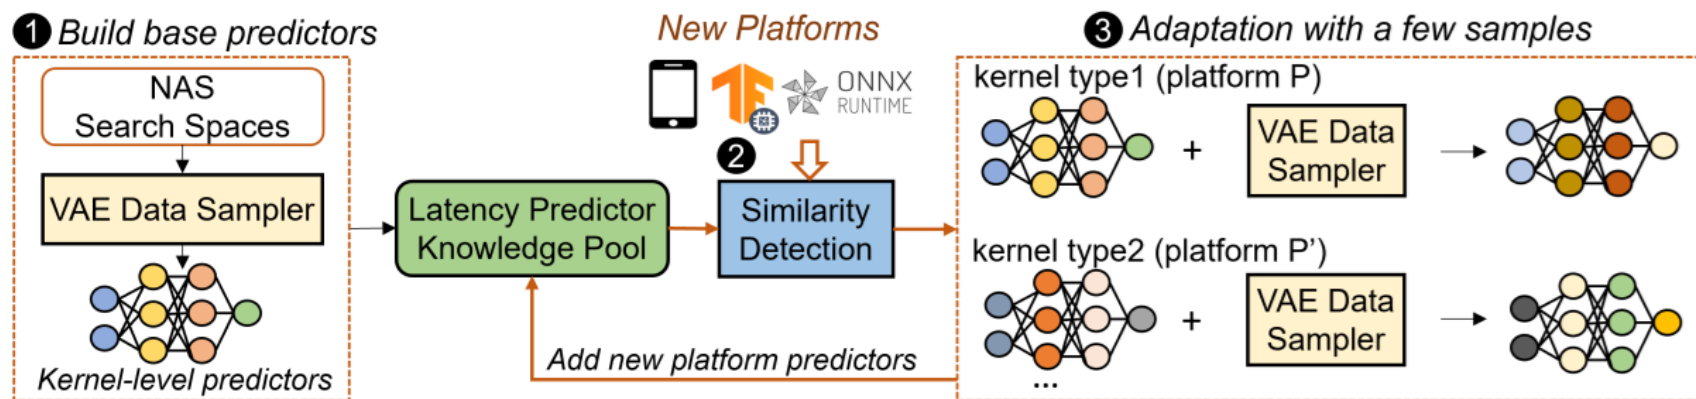 1 Build base predictors
NAS
Search Spaces
VAE Data Sampler
Kernel-level predictors
Latency Predictor
Knowledge Pool
New Platforms
ONNX
RUNTIME
2
Similarity
Detection
Add new platform predictors
3 Adaptation with a few samples
kernel type1 (platform P)
+
VAE Data
Sampler
kernel type2 (platform P’)
+
VAE Data
Sampler
...